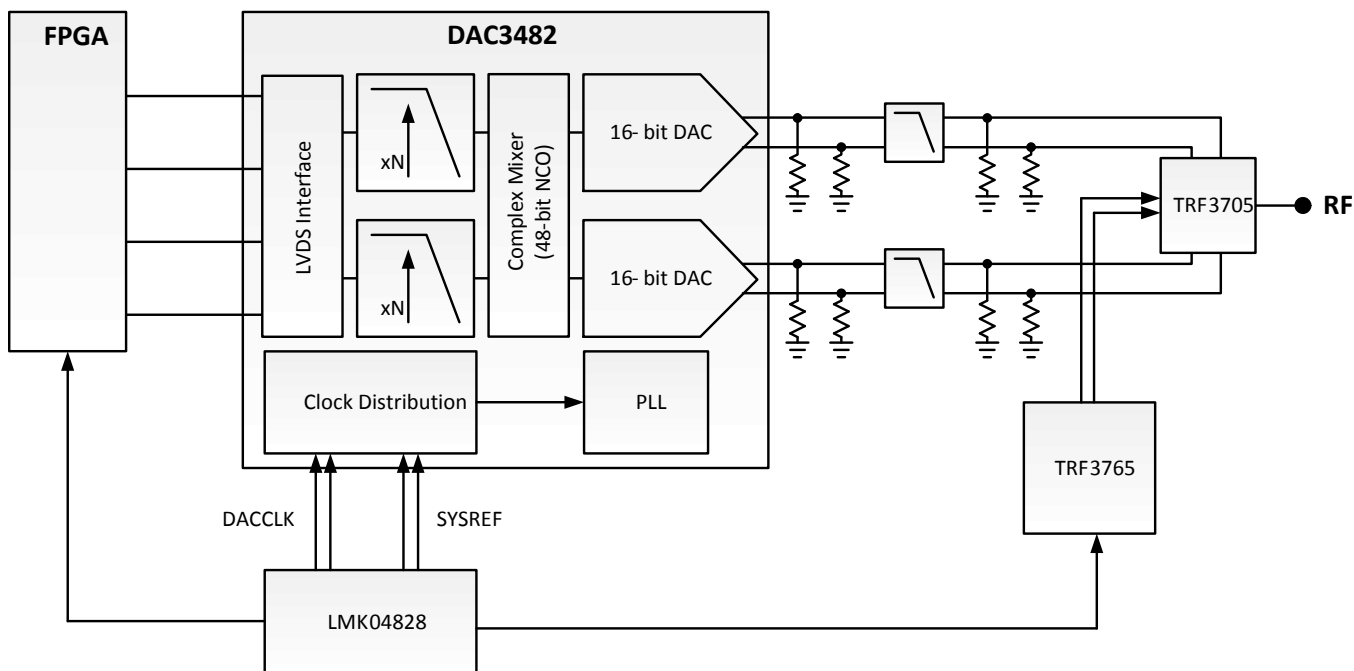 FPGA
DAC3482
LVDS Interface
xN
xN
Complex Mixer
(48-bit NCO)
16- bit DAC
16- bit DAC
Clock Distribution
PLL
TRF3705
RF
TRF3765
DACCLK
SYSREF
LMK04828